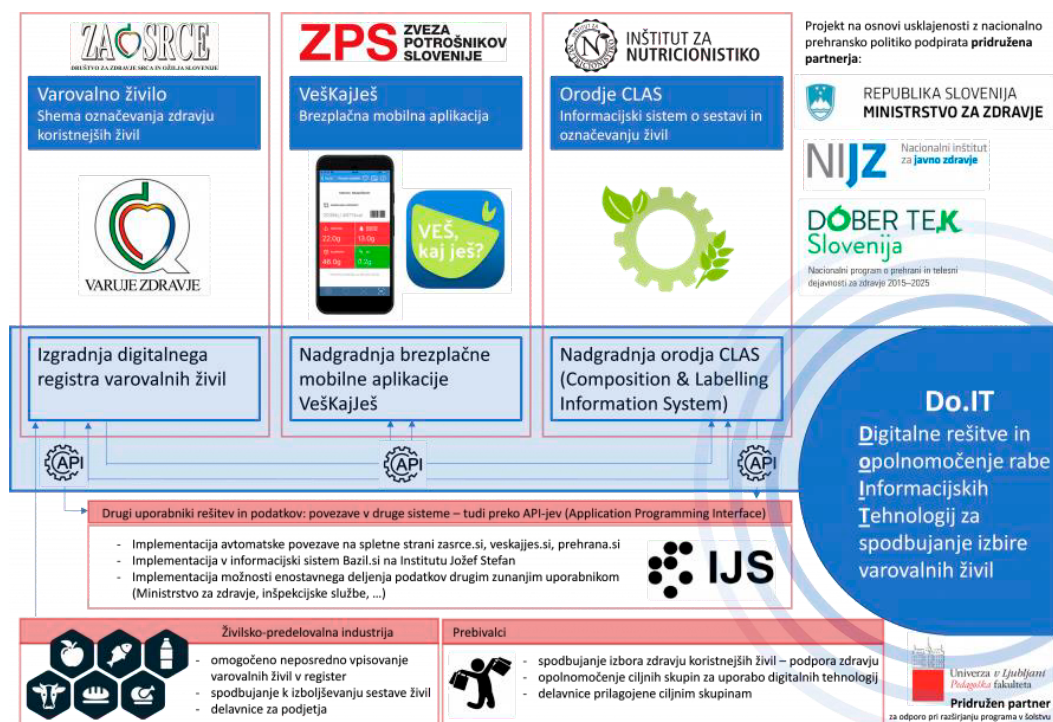 ZA SRCE
DRUŠTVO ZA ZDRAVJE SRCA IN OŽILJA SLOVENIJE
Varovalno živilo
Shema označevanja zdravju
koristnejših živil
VARUJE ZDRAVJE
Izgradnja digitalnega
registra varovalnih živil
ZPS ZVEZA
POTROŠNIKOV
SLOVENIJE
VešKajJeš
Brezplačna mobilna aplikacija
22.0g
13.0g
46.0g
0.2g
VEŠ,
kaj ješ?
Nadgradnja brezplačne
mobilne aplikacije
VešKajJeš
INŠTITUT ZA
NUTRICIONISTIKO
Orodje CLAS
Informacijski sistem o sestavi in
označevanju živil
Nadgradnja orodja CLAS
(Composition & Labelling
Information System)
Projekt na osnovi usklajenosti z nacionalno
prehransko politiko podpirata pridružena
partnerja:
REPUBLIKA SLOVENIJA
MINISTRSTVO ZA ZDRAVJE
NIJZ Nacionalni inštitut
za javno zdravje
DOBER TEK
Slovenija
Nacionalni program o prehrani in telesni
dejavnosti za zdravje 2015–2025
Do.IT
Digitalne rešitve in
opolnomočenje rabe
Informacijskih
Tehnologij za
spodbujanje izbire
varovalnih živil
API
API
API
Drugi uporabniki rešitev in podatkov: povezave v druge sisteme – tudi preko API-jev (Application Programming Interface)
- Implementacija avtomatske povezave na spletne strani zasrce.si, veskajjes.si, prehrana.si
- Implementacija v informacijski sistem Bazil.si na Institutu Jožef Stefan
- Implementacija možnosti enostavnega deljenja podatkov drugim zunanjim uporabnikom
(Ministrstvo za zdravje, inšpekcijske službe, …)
IJS
Živilsko-predelovalna industrija
- omogočeno neposredno vpisovanje
varovalnih živil v register
- spodbujanje k izboljševanju sestave živil
- delavnice za podjetja
Prebivalci
- spodbujanje izbora zdravju koristnejših živil – podpora zdravju
- opolnomočenje ciljnih skupin za uporabo digitalnih tehnologij
- delavnice prilagojene ciljnim skupinam
Univerza v Ljubljani
Pedagoška fakulteta
Pridružen partner
za odporo pri razširjanju programa v šolstvu